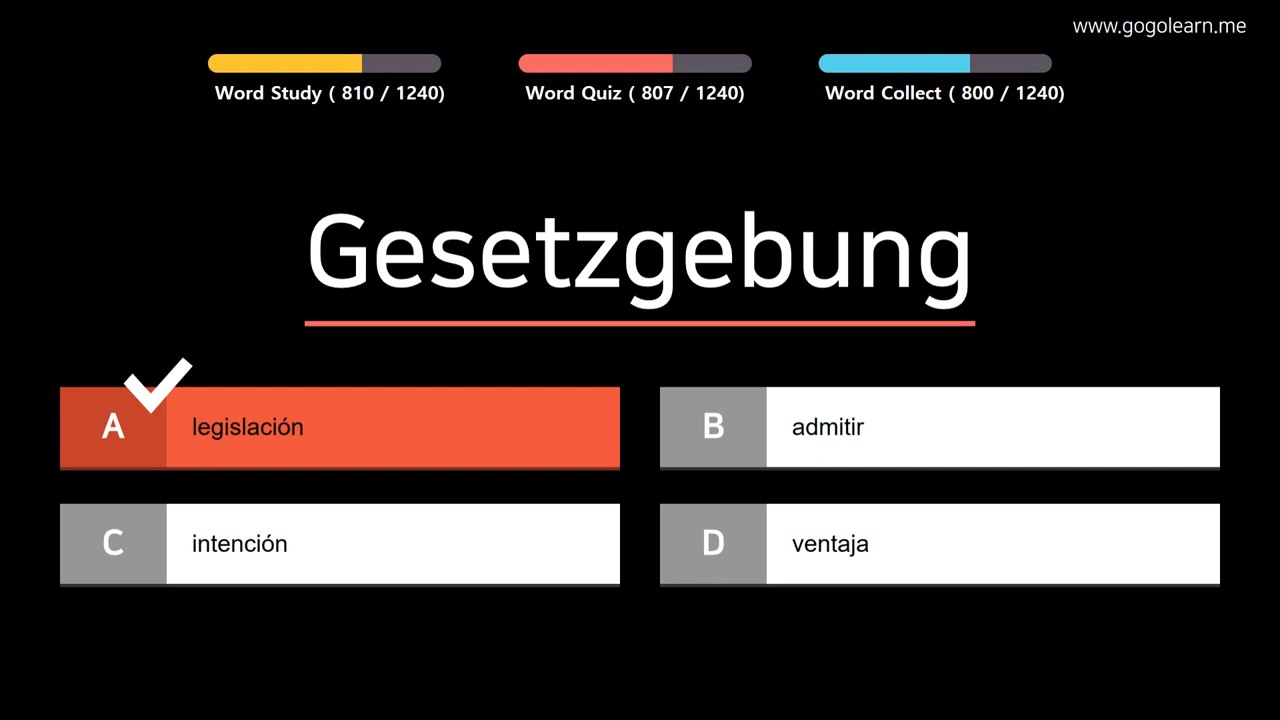 www.gogolearn.me
Word Study ( 810 / 1240)
Word Quiz ( 807 / 1240)
Word Collect ( 800 / 1240)
Gesetzgebung
A legislación
B admitir
C intención
D ventaja